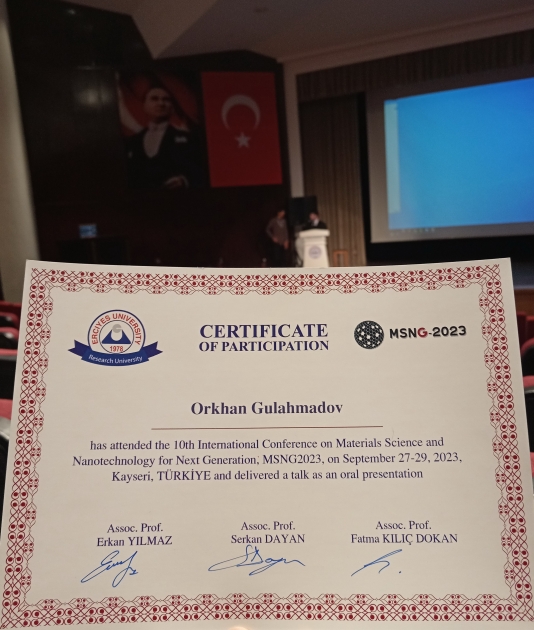 ERCIYES UNIVERSITY
1978
Research University
CERTIFICATE
OF PARTICIPATION
MSNG-2023
Orkhan Gulahmadov
has attended the 10th International Conference on Materials Science and
Nanotechnology for Next Generation, MSNG2023, on September 27-29, 2023,
Kayseri, TÜRKİYE and delivered a talk as an oral presentation
Assoc. Prof.
Erkan YILMAZ
Assoc. Prof.
Serkan DAYAN
Assoc. Prof.
Fatma KILIÇ DOKAN